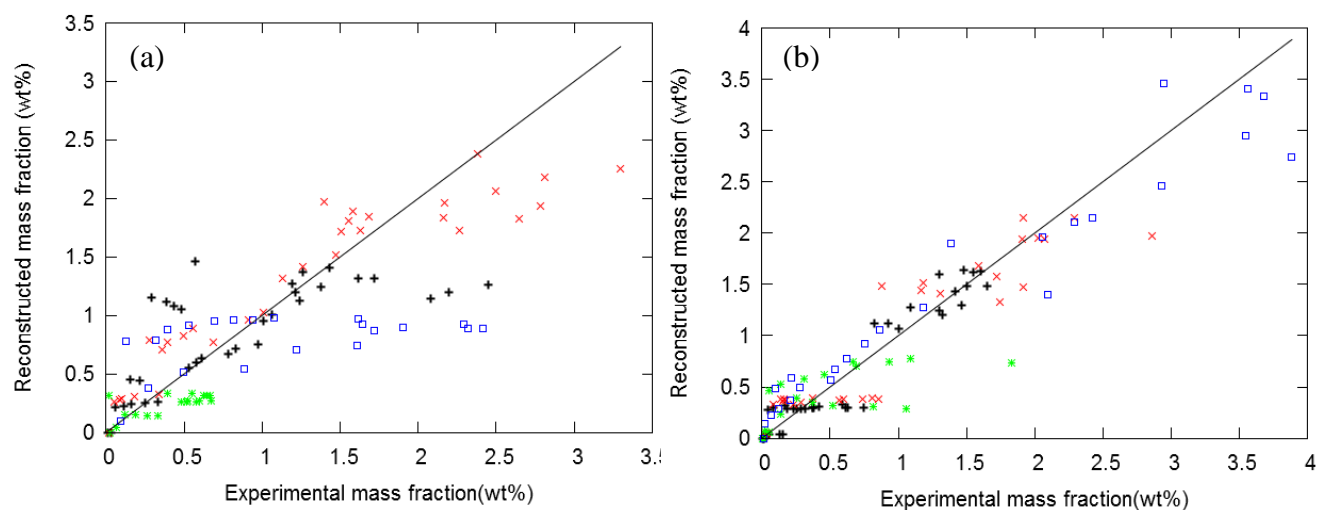 (a)
Reconstructed mass fraction (wt%)
3.5
3
2.5
2
1.5
1
0.5
0
0 0.5 1 1.5 2 2.5 3 3.5
Experimental mass fraction(wt%)
(b)
Reconstructed mass fraction (wt%)
4
3.5
3
2.5
2
1.5
1
0.5
0
0 0.5 1 1.5 2 2.5 3 3.5 4
Experimental mass fraction(wt%)